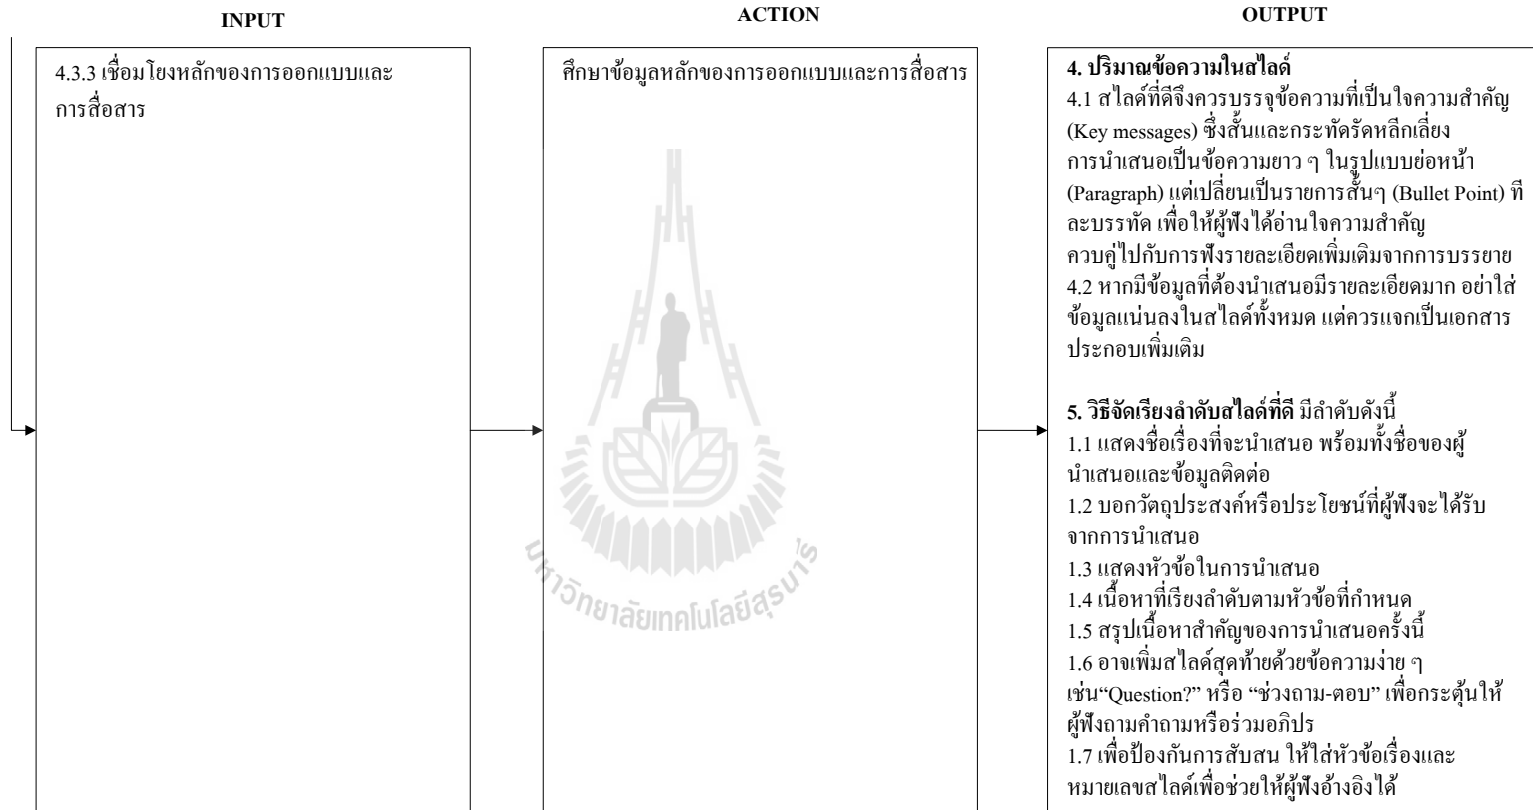 INPUT
ACTION
OUTPUT
4.3.3 เชื่อมโยงหลักของการออกแบบและ
การสื่อสาร
ศึกษาข้อมูลหลักของการออกแบบและการสื่อสาร
4. ปริมาณข้อความในสไลด์
4.1 สไลด์ที่ดีจึงควรบรรจุข้อความที่เป็นใจความสำคัญ
(Key messages) ซึ่งสั้นและกระทัดรัดหลีกเลี่ยง
การนำเสนอเป็นข้อความยาว ๆ ในรูปแบบย่อหน้า
(Paragraph) แต่เปลี่ยนเป็นรายการสั้นๆ (Bullet Point) ที
ละบรรทัด เพื่อให้ผู้ฟังได้อ่านใจความสำคัญ
ควบคู่ไปกับการฟังรายละเอียดเพิ่มเติมจากการบรรยาย
4.2 หากมีข้อมูลที่ต้องนำเสนอมีรายละเอียดมาก อย่าใส่
ข้อมูลแน่นลงในสไลด์ทั้งหมด แต่ควรแจกเป็นเอกสาร
ประกอบเพิ่มเติม
5. วิธีจัดเรียงลำดับสไลด์ที่ดี มีลำดับดังนี้
1.1 แสดงชื่อเรื่องที่จะนำเสนอ พร้อมทั้งชื่อของผู้
นำเสนอและข้อมูลติดต่อ
1.2 บอกวัตถุประสงค์หรือประโยชน์ที่ผู้ฟังจะได้รับ
จากการนำเสนอ
1.3 แสดงหัวข้อในการนำเสนอ
1.4 เนื้อหาที่เรียงลำดับตามหัวข้อที่กำหนด
1.5 สรุปเนื้อหาสำคัญของการนำเสนอครั้งนี้
1.6 อาจเพิ่มสไลด์สุดท้ายด้วยข้อความง่าย ๆ
เช่น“Question?” หรือ “ช่วงถาม-ตอบ” เพื่อกระตุ้นให้
ผู้ฟังถามคำถามหรือร่วมอภิปร
1.7 เพื่อป้องกันการสับสน ให้ใส่หัวข้อเรื่องและ
หมายเลขสไลด์เพื่อช่วยให้ผู้ฟังอ้างอิงได้
มหาวิทยาลัยเทคโนโลยีสุรนารี